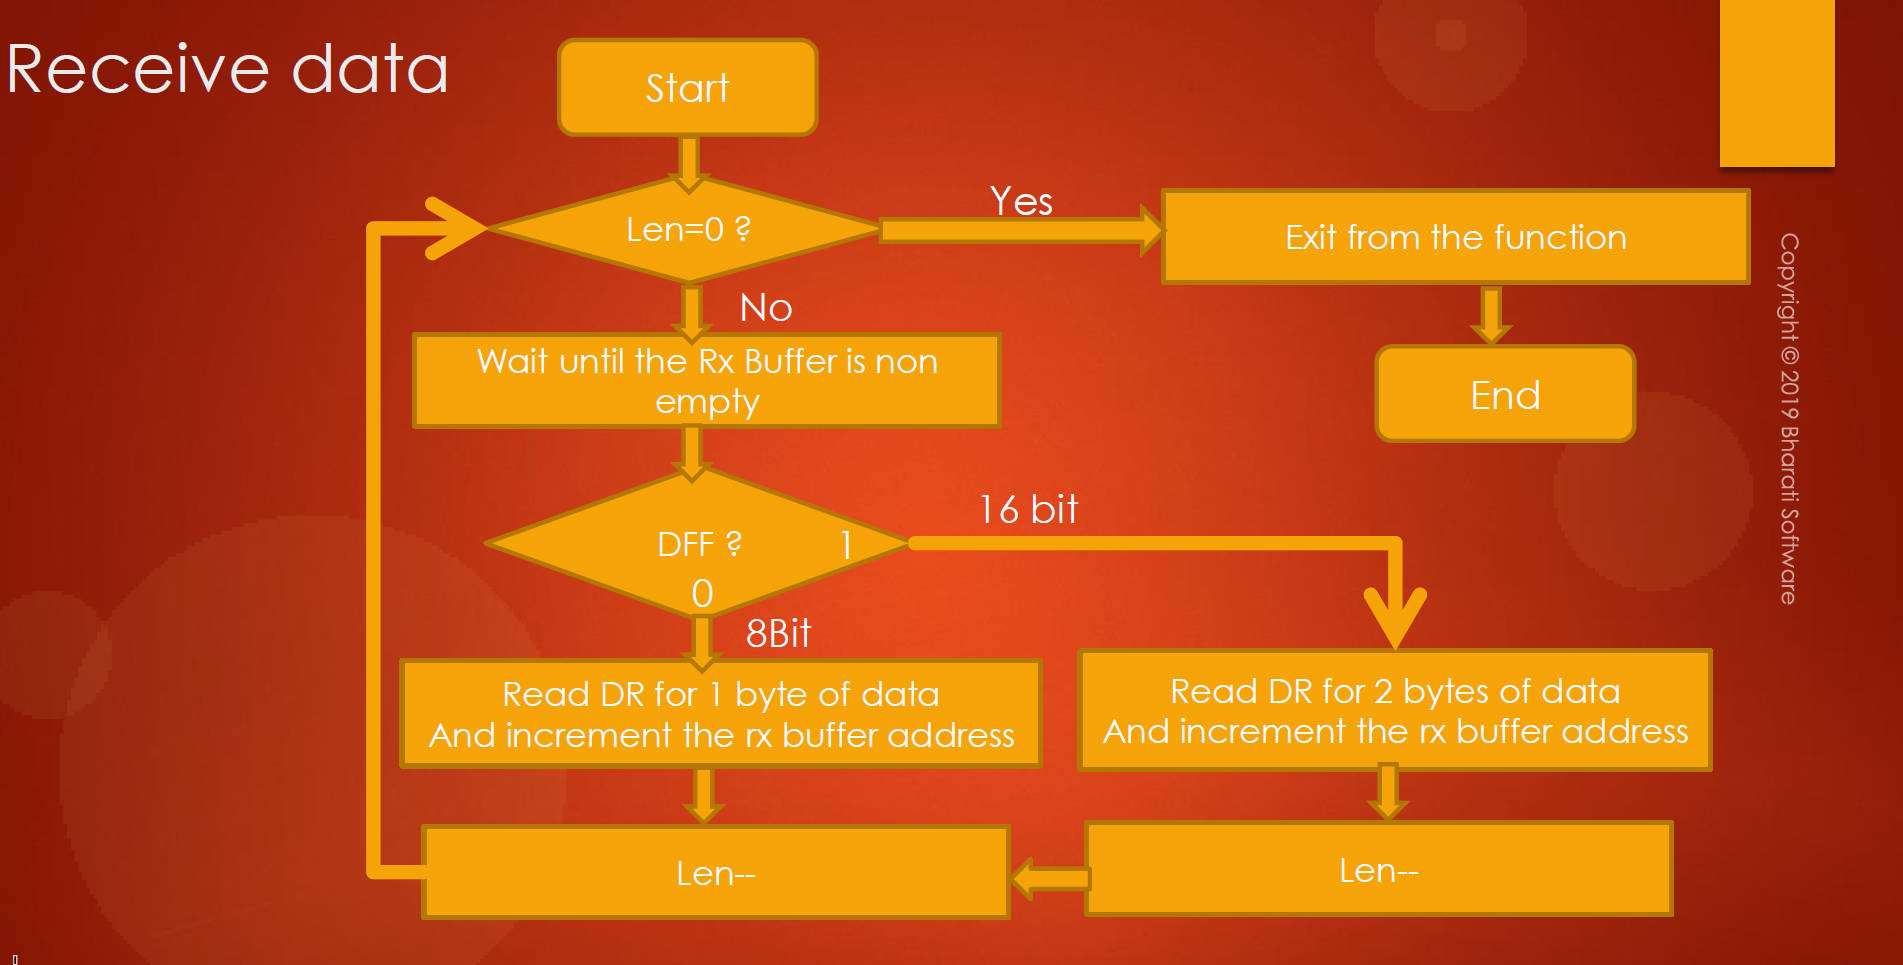 Receive data
Start
Len=0 ?
Yes
Exit from the function
No
End
Wait until the Rx Buffer is non
empty
DFF ?
1
0
16 bit
8Bit
Read DR for 1 byte of data
And increment the rx buffer address
Read DR for 2 bytes of data
And increment the rx buffer address
Len--
Len--
Copyright © 2019 Bharati Software